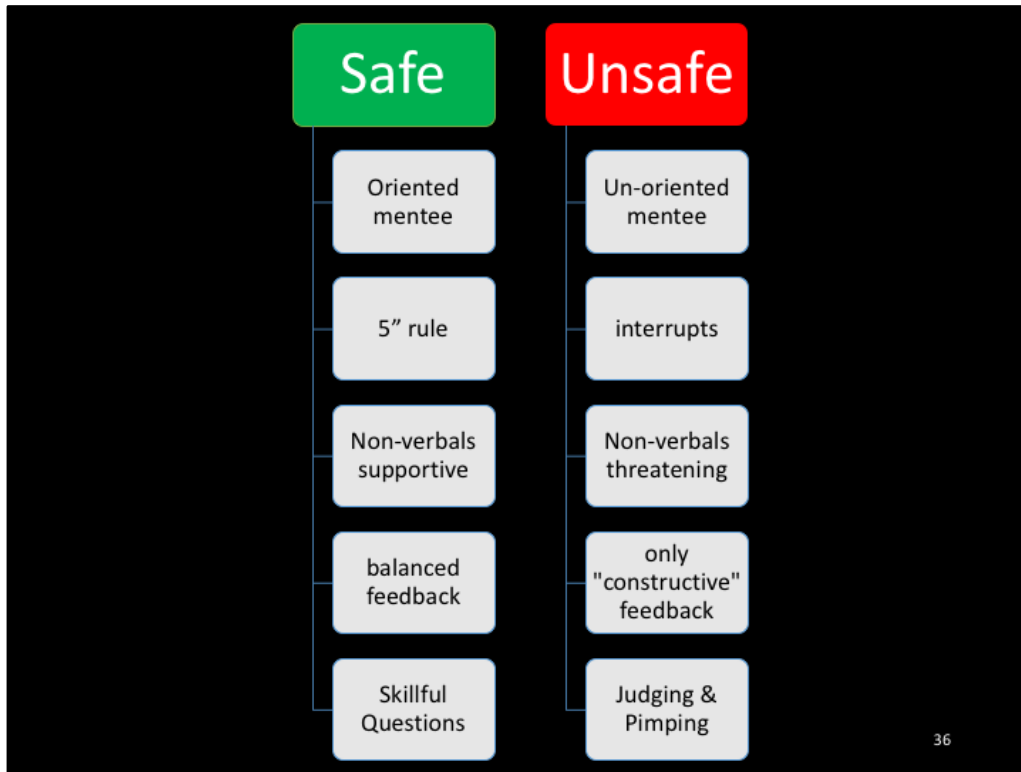 Safe
Oriented
mentee
5” rule
Non-verbals
supportive
balanced
feedback
Skillful
Questions
Unsafe
Un-oriented
mentee
interrupts
Non-verbals
threatening
only
"constructive"
feedback
Judging &
Pimping
36